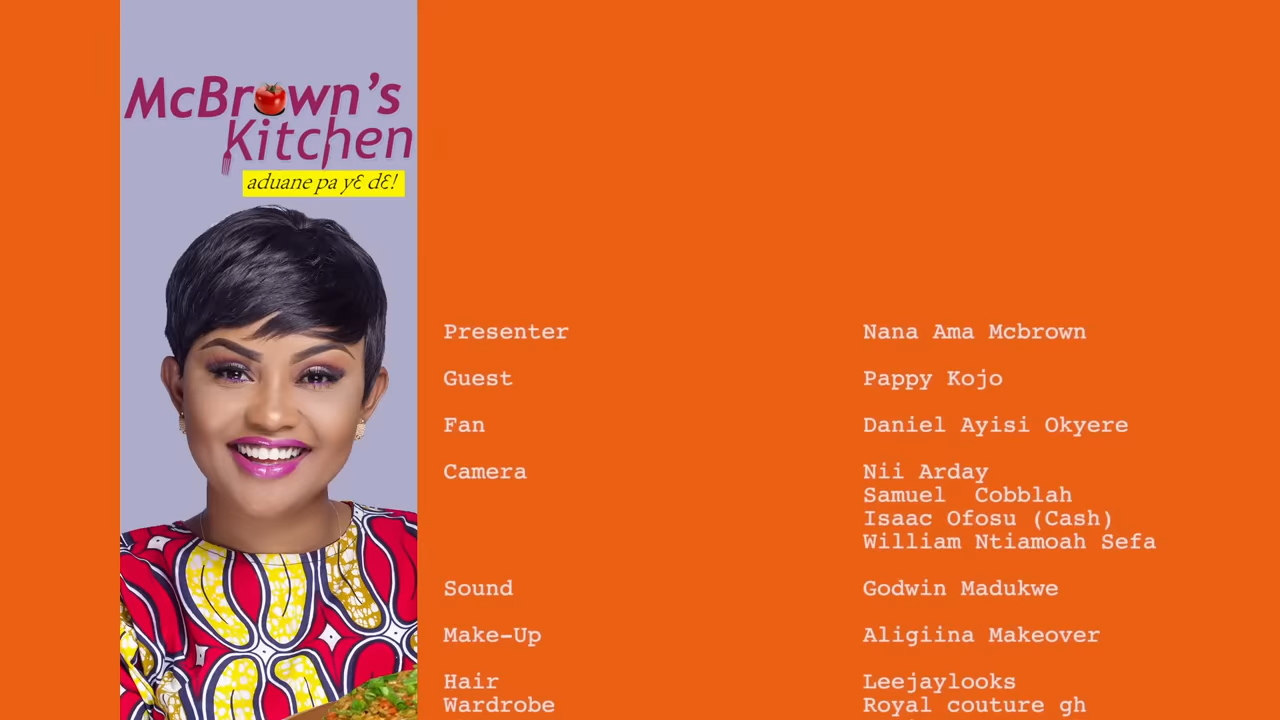 McBrown's
Kitchen
aduane pa yɛ dɛ!
Presenter Nana Ama Mcbrown
Guest Pappy Kojo
Fan Daniel Ayisi Okyere
Camera Nii Arday
Samuel Cobblah
Isaac Ofosu (Cash)
William Ntiamoah Sefa
Sound Godwin Madukwe
Make-Up Aligiina Makeover
Hair Leejaylooks
Wardrobe Royal couture gh